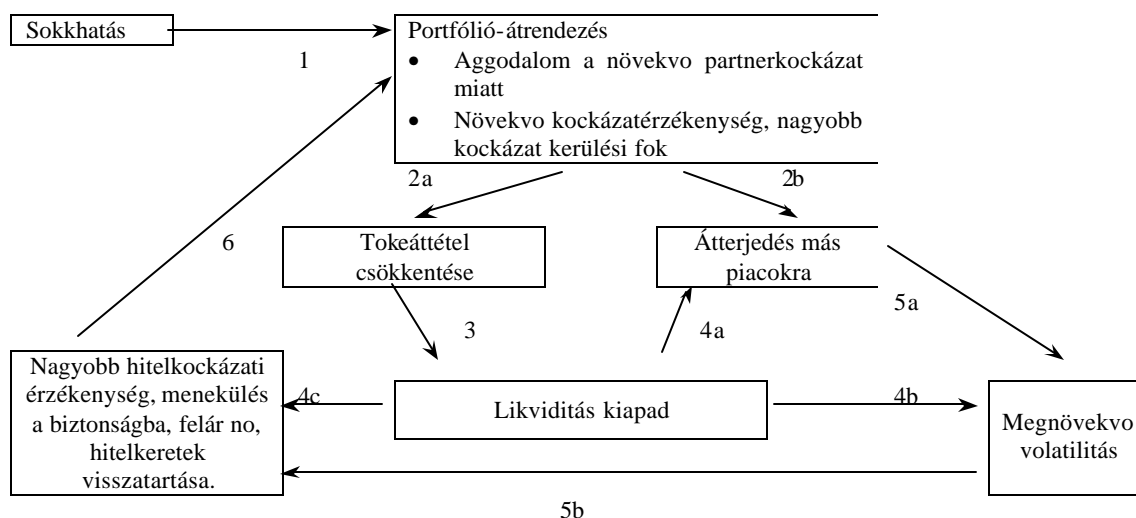 Sokkhatás
Portfólió-átrendezés
1
• Aggodalom a növekvo partnerkockázat
miatt
• Növekvo kockázatérzékenység, nagyobb
kockázat kerülési fok
2a
2b
6
Tokeáttétel
csökkentése
Átterjedés más
piacokra
5a
3
4a
Nagyobb hitelkockázati
érzékenység, menekülés
a biztonságba, felár no,
hitelkeretek
visszatartása.
4c
Likviditás kiapad
4b
Megnövekvo
volatilitás
5b